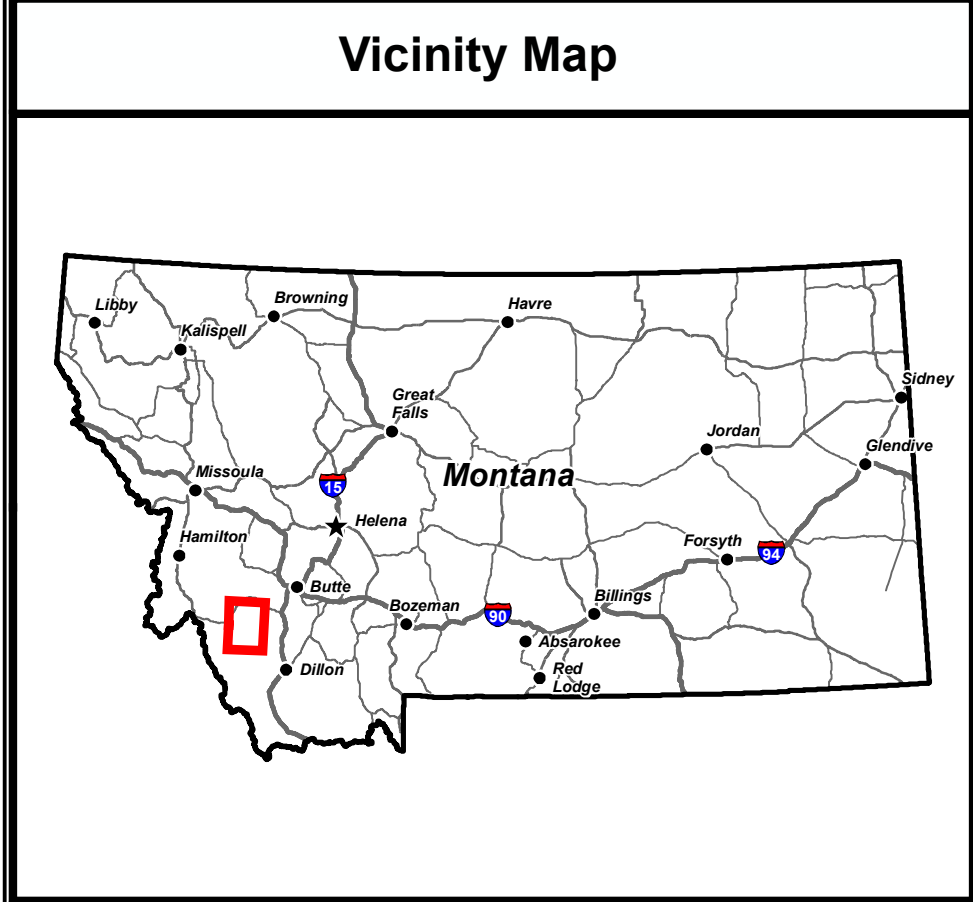 Vicinity Map
Libby
Browning
Havre
Kalispell
Sidney
Great
Falls
Jordan
Glendive
Missoula
Montana
15
Helena
Hamilton
Forsyth
94
Butte
Billings
Bozeman
90
Absarokee
Dillon
Red
Lodge